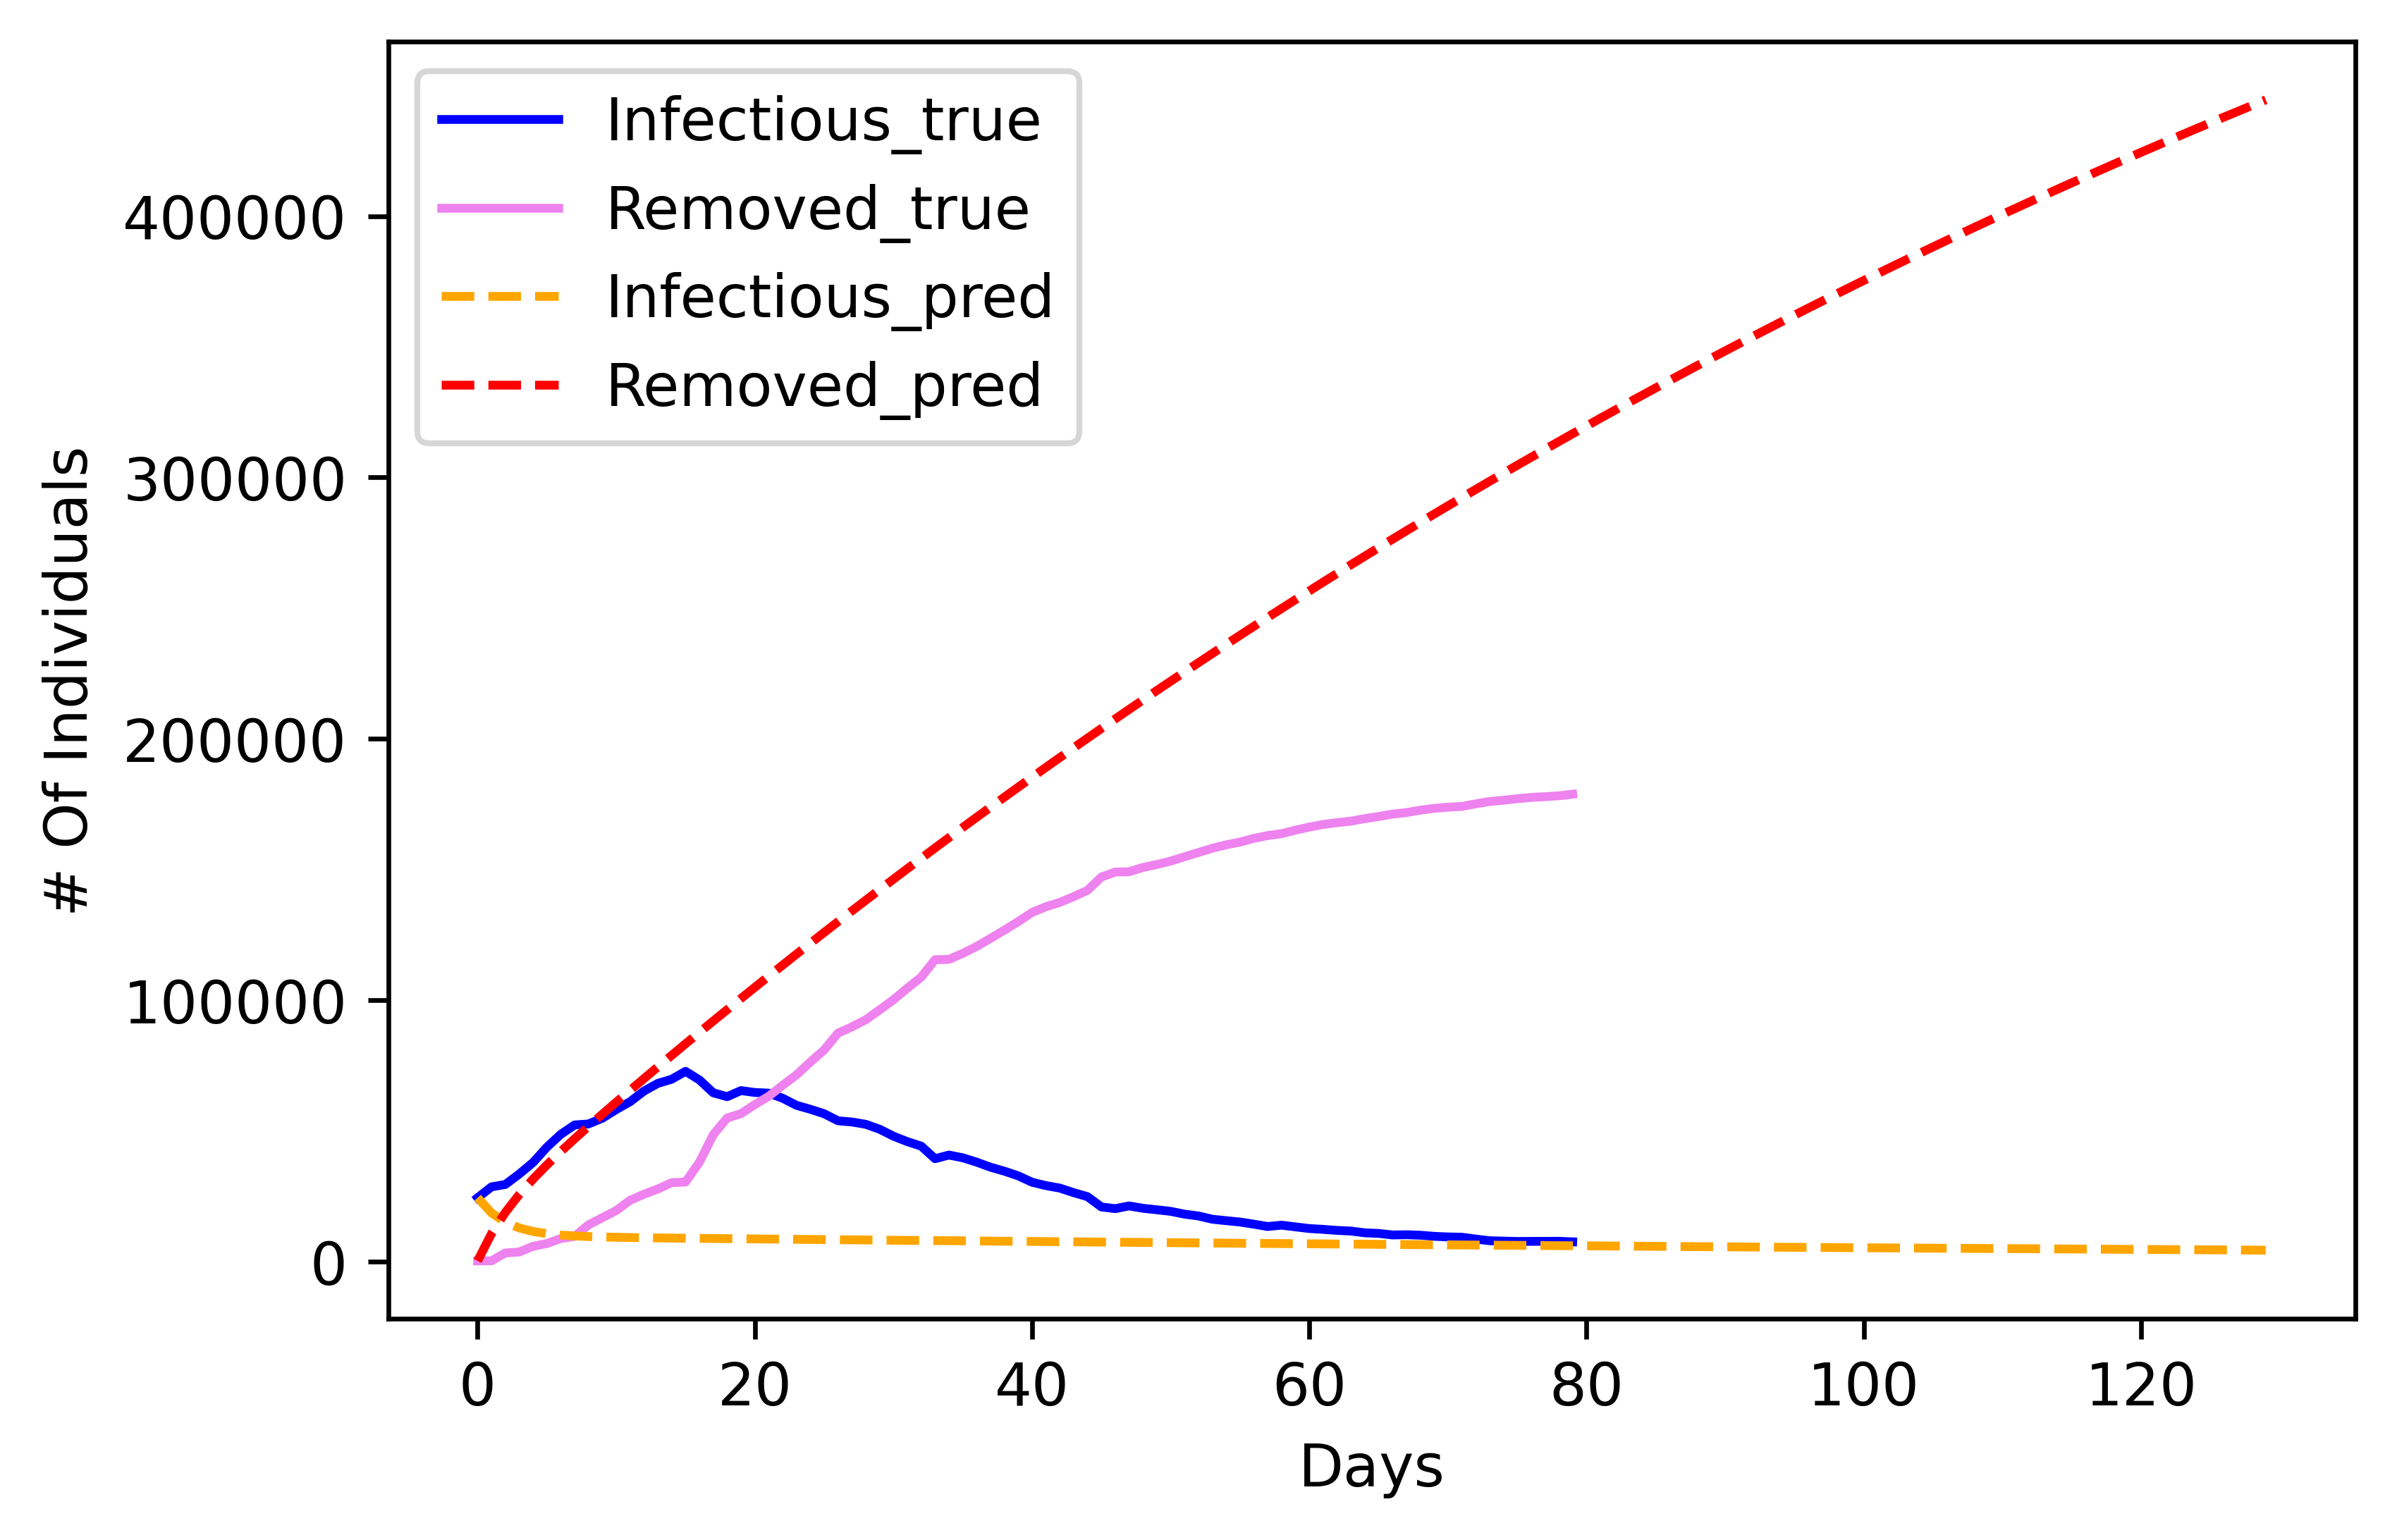 Infectious_true
Removed_true
Infectious_pred
Removed_pred
# Of Individuals
400000
300000
200000
100000
0
0 20 40 60 80 100 120
Days